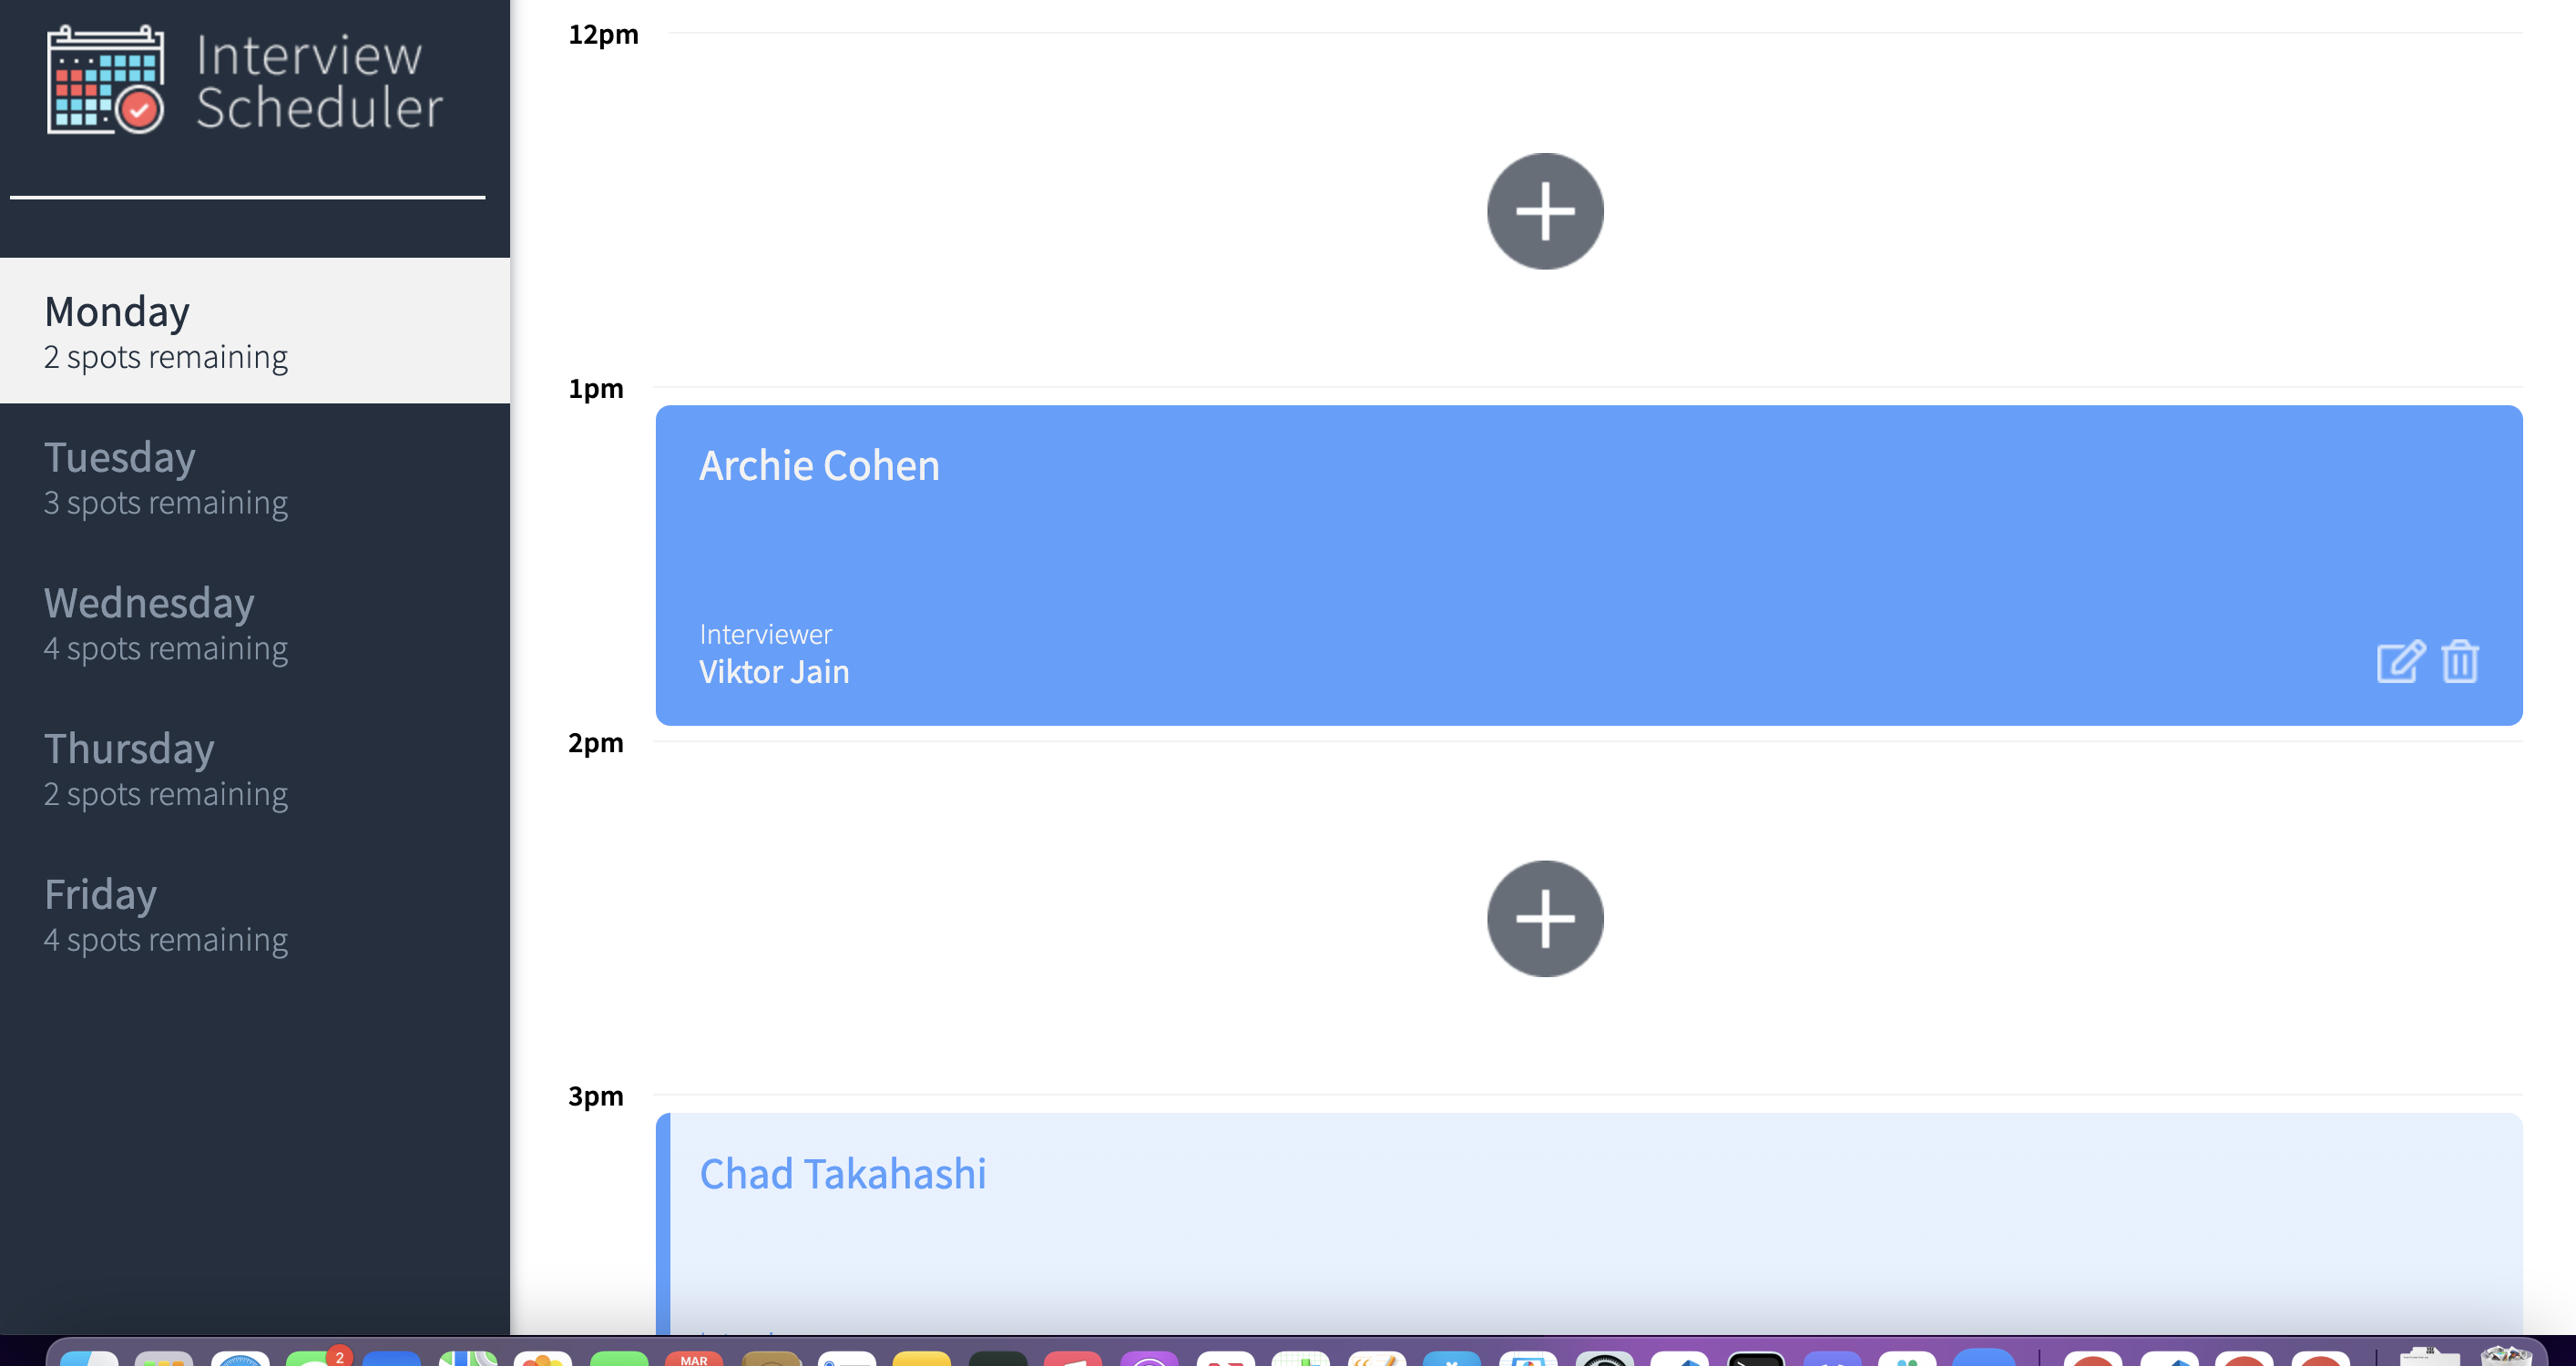 Interview
Scheduler
Monday
2 spots remaining
Tuesday
3 spots remaining
Wednesday
4 spots remaining
Thursday
2 spots remaining
Friday
4 spots remaining
12pm
1pm
Archie Cohen
Interviewer
Viktor Jain
2pm
3pm
Chad Takahashi
2
MAR